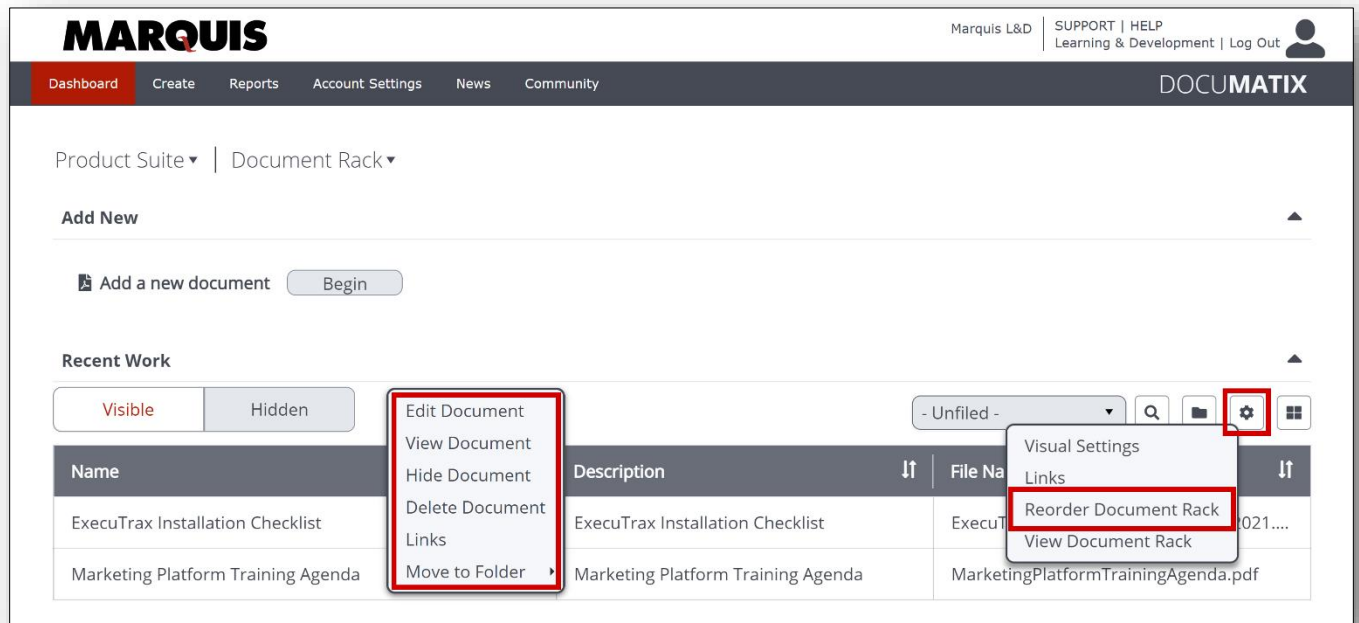 MARQUIS
Marquis L&D
SUPPORT | HELP
Learning & Development | Log Out
Dashboard Create Reports Account Settings News Community
DOCUMATIX
Product Suite Document Rack
Add New
Add a new document Begin
Recent Work
Visible Hidden
- Unfiled -
Edit Document
View Document
Hide Document
Delete Document
Links
Move to Folder
Visual Settings
Links
Reorder Document Rack
View Document Rack
Name Description File Na
ExecuTrax Installation Checklist ExecuTrax Installation Checklist ExecuT 2021....
Marketing Platform Training Agenda Marketing Platform Training Agenda MarketingPlatformTrainingAgenda.pdf